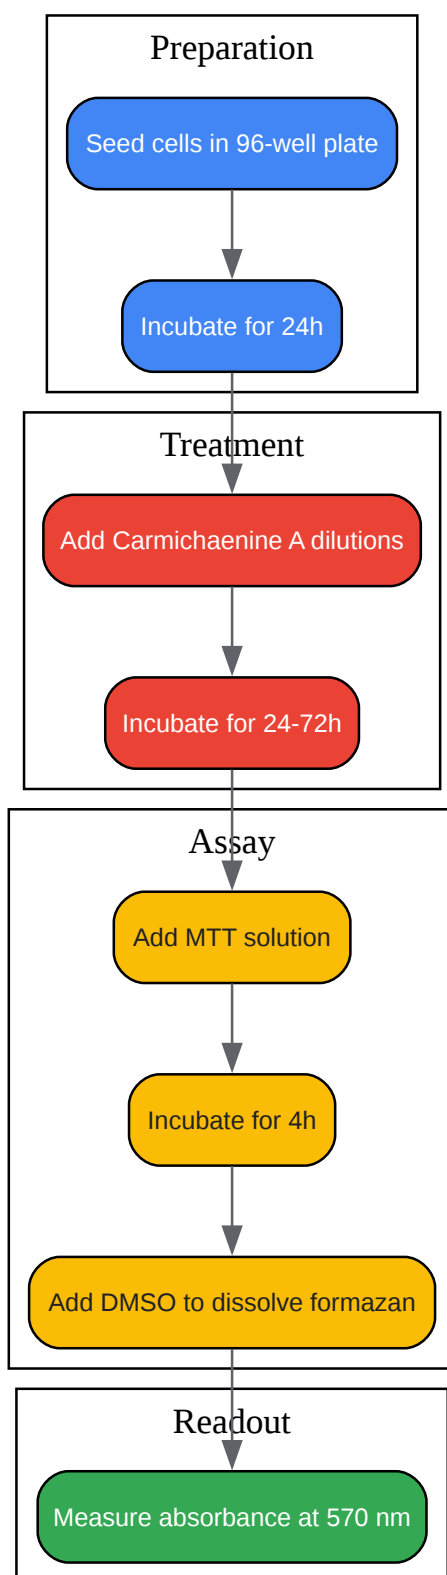 Preparation
Seed cells in 96-well plate
Incubate for 24h
Treatment
Add Carmichaenine A dilutions
Incubate for 24-72h
Assay
Add MTT solution
Incubate for 4h
Add DMSO to dissolve formazan
Readout
Measure absorbance at 570 nm